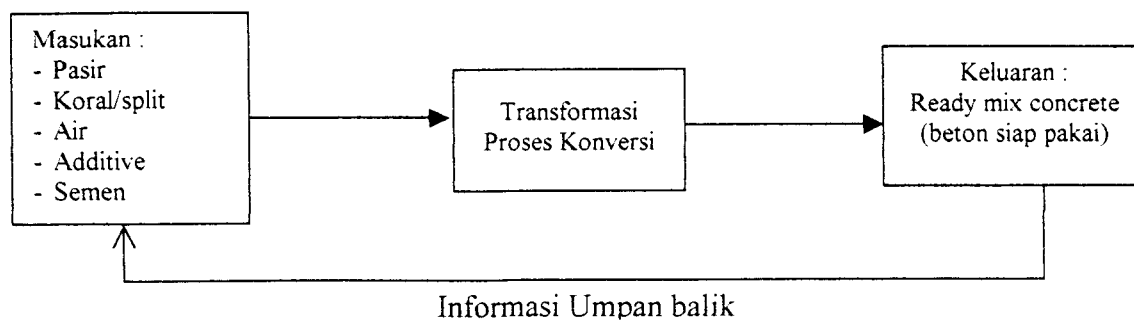 Masukan :
- Pasir
- Koral/split
- Air
- Additive
- Semen
Transformasi
Proses Konversi
Keluaran :
Ready mix concrete
(beton siap pakai)
Informasi Umpan balik